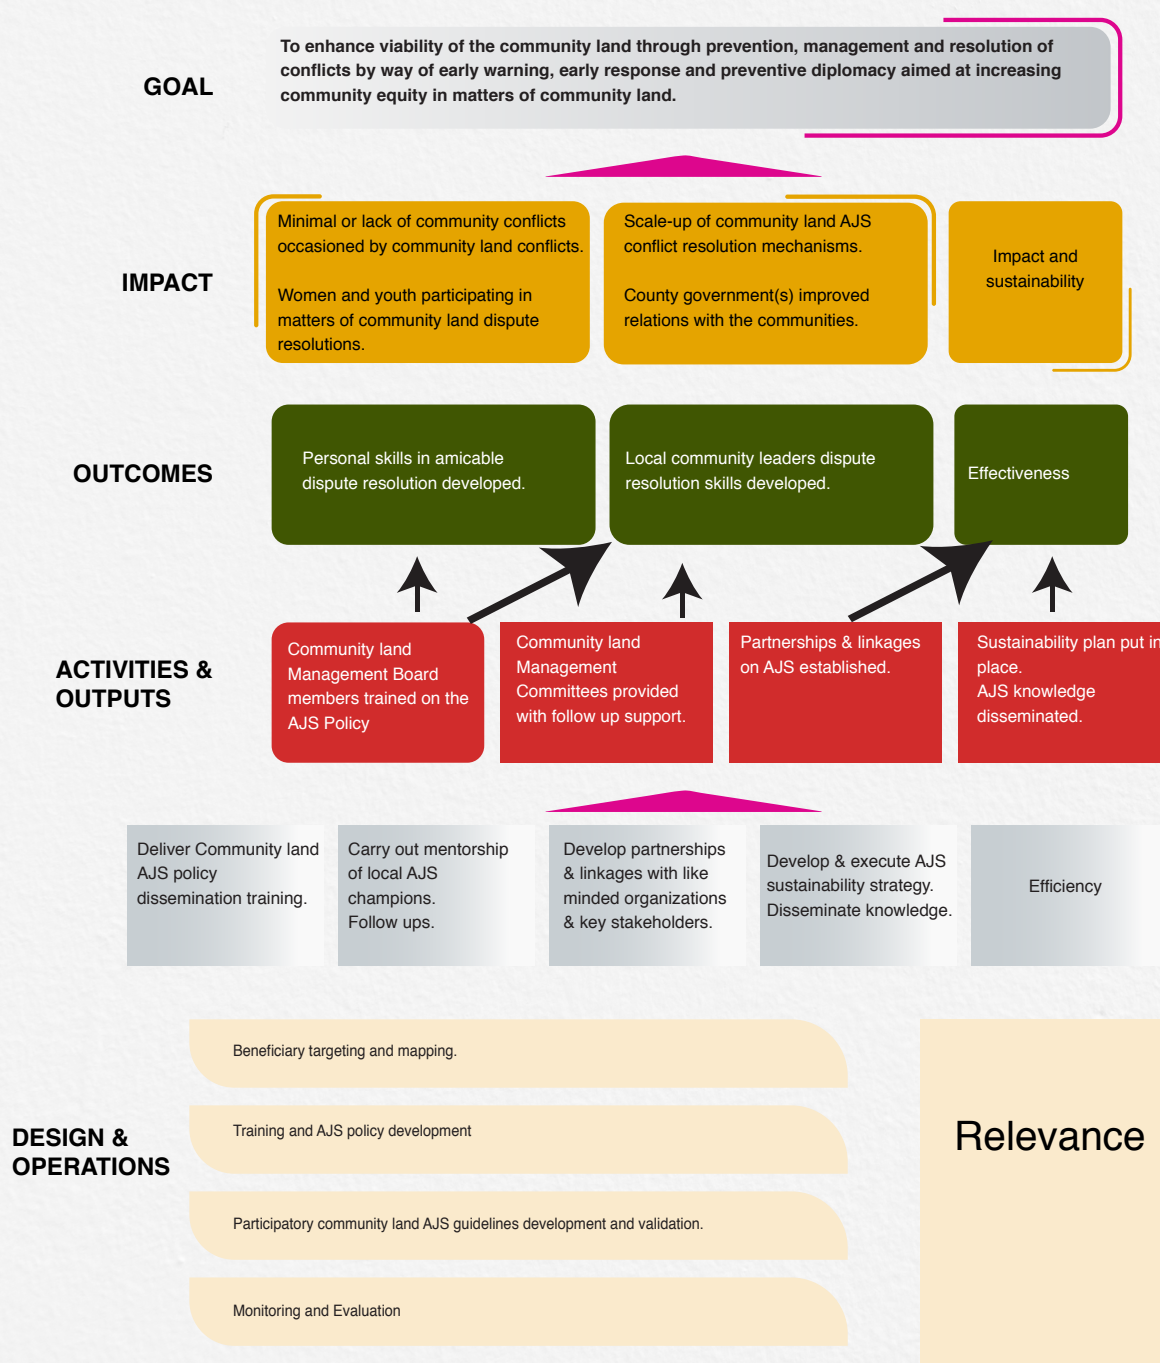 GOAL
To enhance viability of the community land through prevention, management and resolution of
conflicts by way of early warning, early response and preventive diplomacy aimed at increasing
community equity in matters of community land.
IMPACT
Minimal or lack of community conflicts
occasioned by community land conflicts.
Women and youth participating in
matters of community land dispute
resolutions.
Scale-up of community land AJS
conflict resolution mechanisms.
County government(s) improved
relations with the communities.
Impact and
sustainability
OUTCOMES
Personal skills in amicable
dispute resolution developed.
Local community leaders dispute
resolution skills developed.
Effectiveness
ACTIVITIES &
OUTPUTS
Community land
Management Board
members trained on the
AJS Policy
Community land
Management
Committees provided
with follow up support.
Partnerships & linkages
on AJS established.
Sustainability plan put in
place.
AJS knowledge
disseminated.
Deliver Community land
AJS policy
dissemination training.
Carry out mentorship
of local AJS
champions.
Follow ups.
Develop partnerships
& linkages with like
minded organizations
& key stakeholders.
Develop & execute AJS
sustainability strategy.
Disseminate knowledge.
Efficiency
DESIGN &
OPERATIONS
Beneficiary targeting and mapping.
Training and AJS policy development
Participatory community land AJS guidelines development and validation.
Monitoring and Evaluation
Relevance